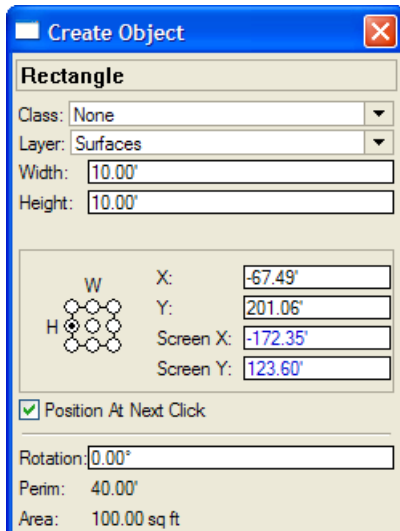 Create Object
Rectangle
Class: None
Layer: Surfaces
Width: 10.00'
Height: 10.00'
W
H
X: -67.49'
Y: 201.06'
Screen X: -172.35'
Screen Y: 123.60'
Position At Next Click
Rotation: 0.00°
Perim: 40.00'
Area: 100.00 sq ft